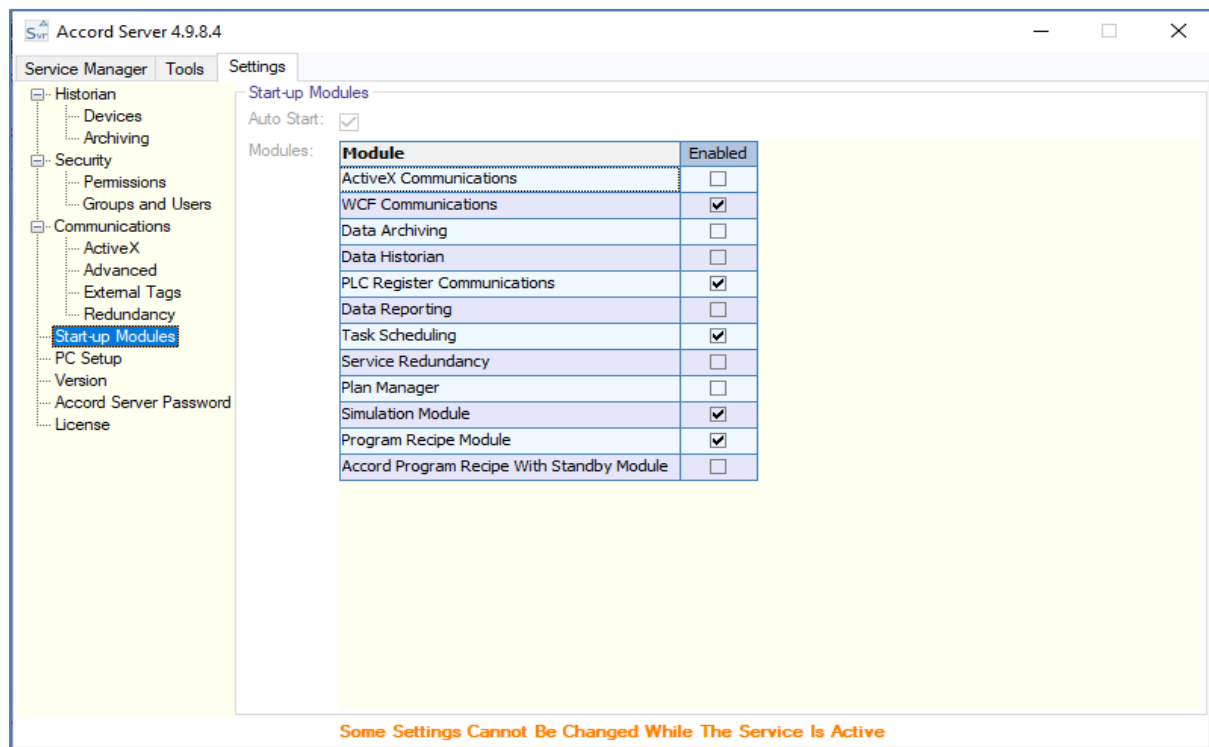 Svr Accord Server 4.9.8.4
Service Manager Tools Settings
Historian
Devices
Archiving
Security
Permissions
Groups and Users
Communications
ActiveX
Advanced
External Tags
Redundancy
Start-up Modules
PC Setup
Version
Accord Server Password
License
Start-up Modules
Auto Start:
Modules:
Module Enabled
ActiveX Communications
WCF Communications
Data Archiving
Data Historian
PLC Register Communications
Data Reporting
Task Scheduling
Service Redundancy
Plan Manager
Simulation Module
Program Recipe Module
Accord Program Recipe With Standby Module
Some Settings Cannot Be Changed While The Service Is Active